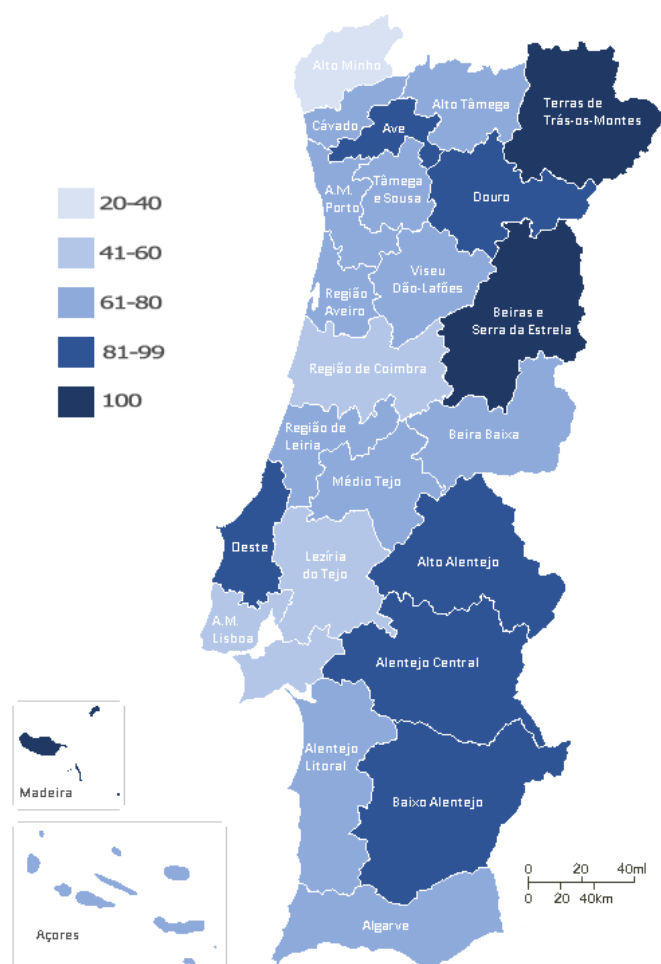 Alto Minho
Alto Tâmega
Terras de
Trás-os-Montes
Cávado
Ave
Tâmega
e Sousa
A.M.
Porto
Douro
20-40
41-60
61-80
81-99
100
Viseu
Dão-Lafões
Região
Aveiro
Beiras e
Serra da Estrela
Região de Coimbra
Região de
Leiria
Beira Baixa
Médio Tejo
Oeste
Lezíria
do Tejo
Alto Alentejo
A.M.
Lisboa
Alentejo Central
Alentejo
Litoral
Madeira
Baixo Alentejo
0 20 40ml
0 20 40km
Algarve
Açores